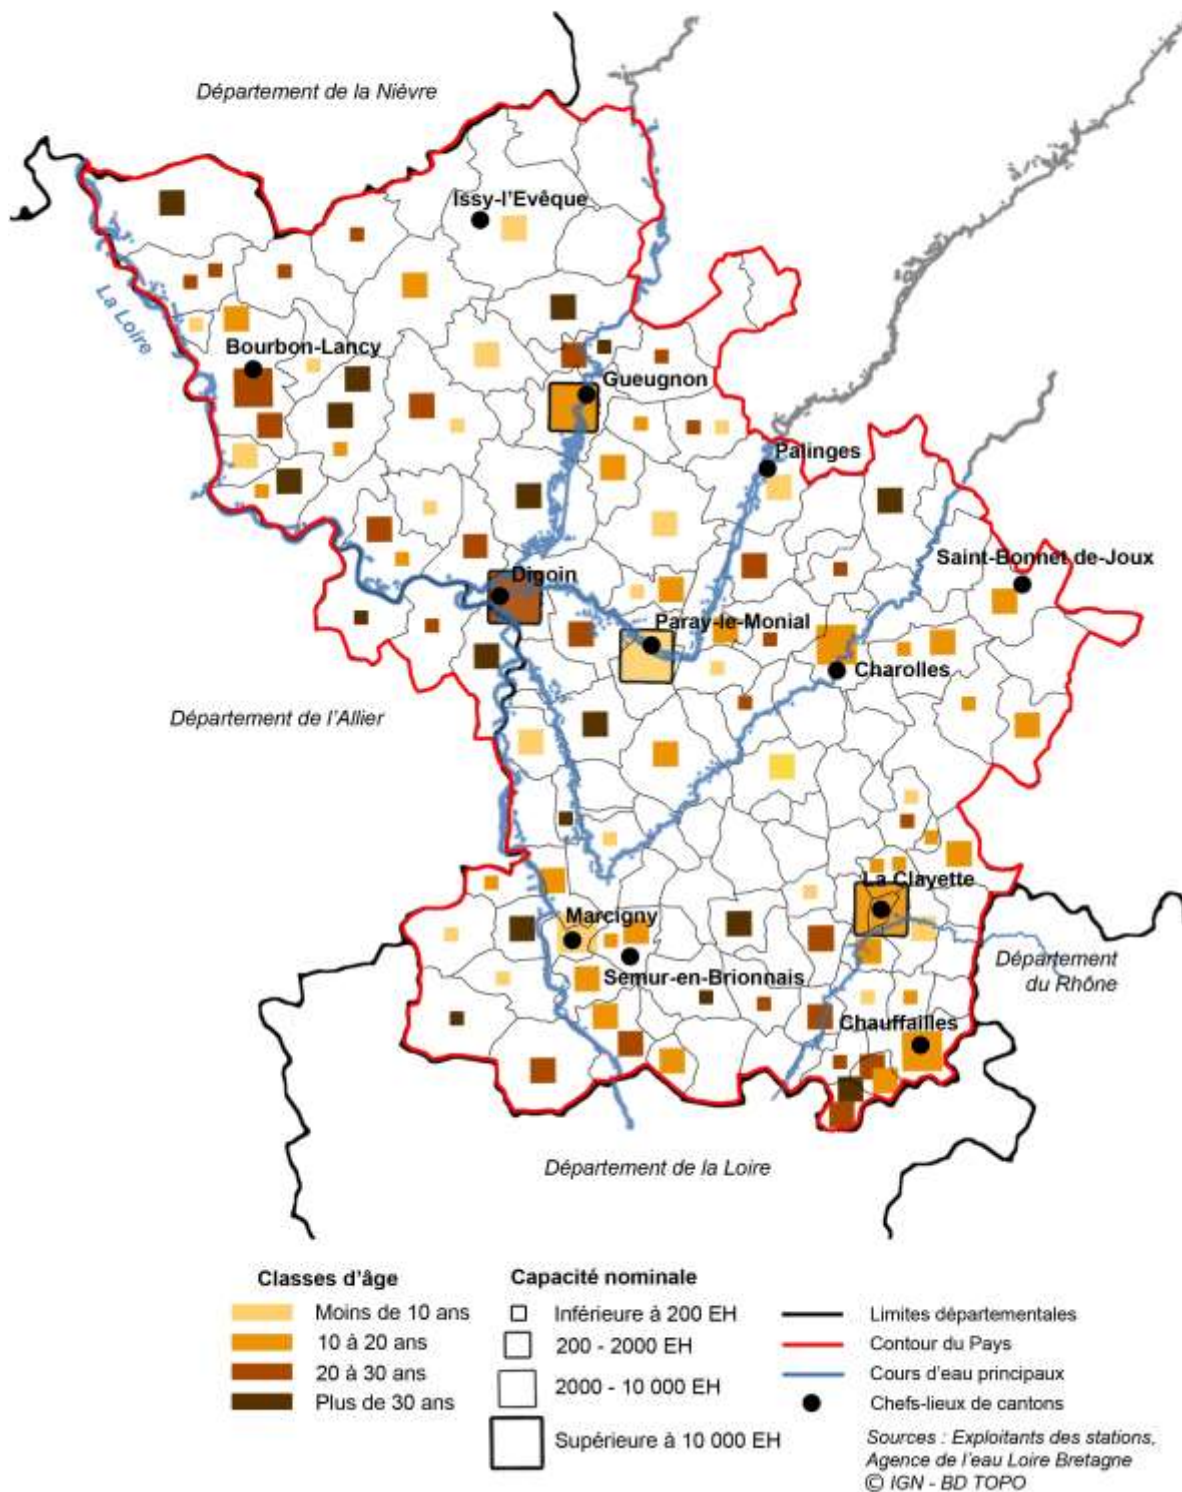 Département de la Nièvre
Issy-l'Evêque
La Loire
Bourbon-Lancy
Gueugnon
Palinges
Saint-Bonnet de-Joux
Digoin
Paray-le-Monial
Charolles
Département de l'Allier
La Clayette
Marcigny
Semur-en-Brionnais
Département
du Rhône
Chauffailles
Département de la Loire
Classes d'âge
Moins de 10 ans
10 à 20 ans
20 à 30 ans
Plus de 30 ans
Capacité nominale
Inférieure à 200 EH
200 - 2000 EH
2000 - 10 000 EH
Supérieure à 10 000 EH
Limites départementales
Contour du Pays
Cours d'eau principaux
Chefs-lieux de cantons
Sources : Exploitants des stations,
Agence de l'eau Loire Bretagne
© IGN - BD TOPO